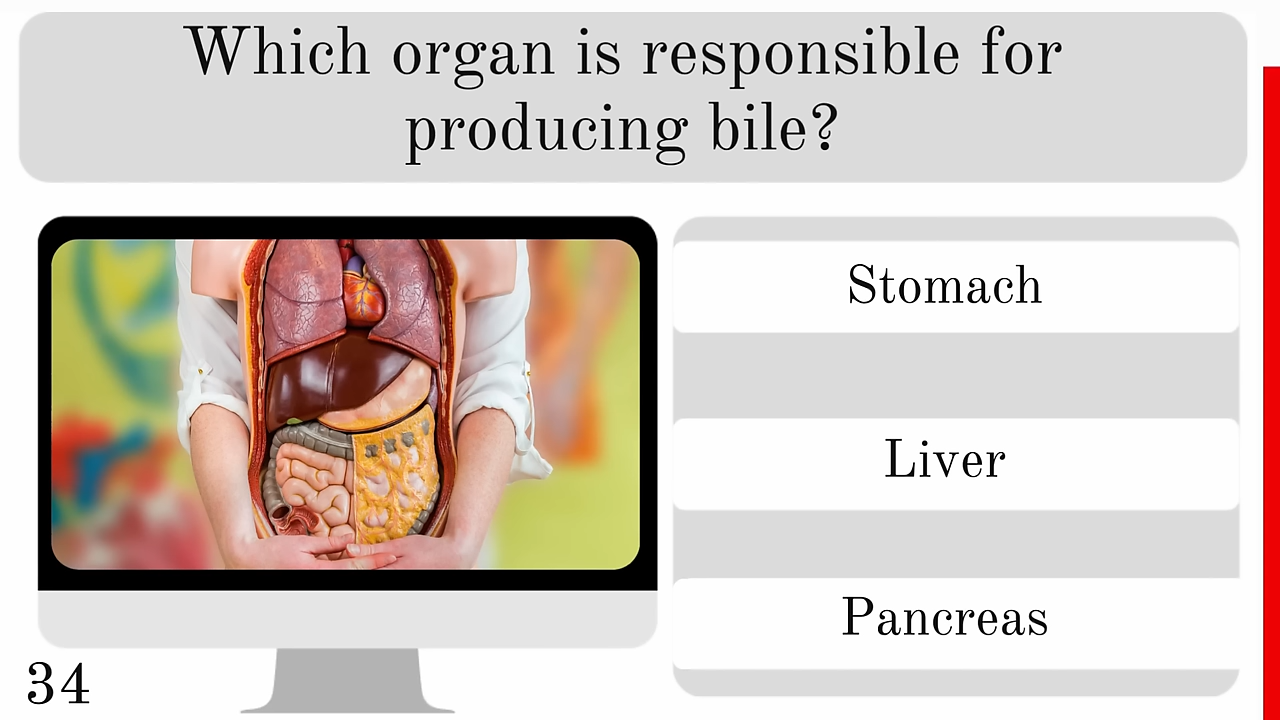 Which organ is responsible for
producing bile?
Stomach
Liver
Pancreas
34